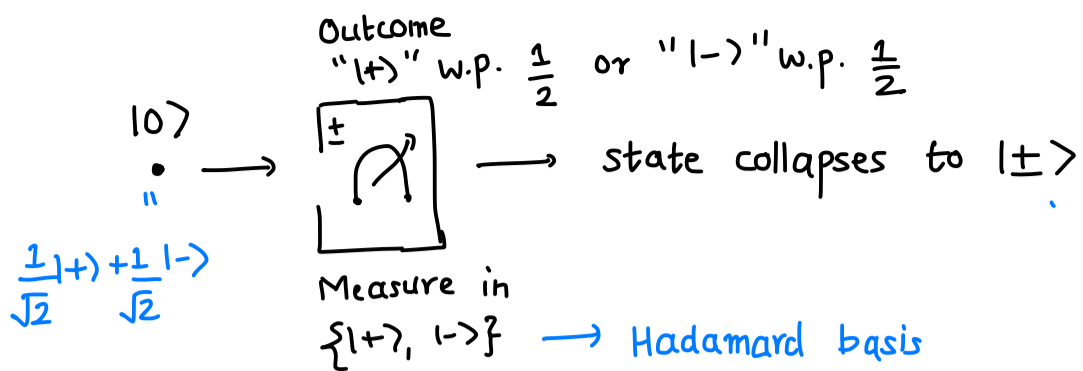 Outcome
"|+⟩" w.p. 1/2 or "|−⟩" w.p. 1/2
|0⟩
±
state collapses to |±⟩
"
1/√2 |+⟩ + 1/√2 |−⟩
Measure in
{|+⟩, |−⟩} → Hadamard basis